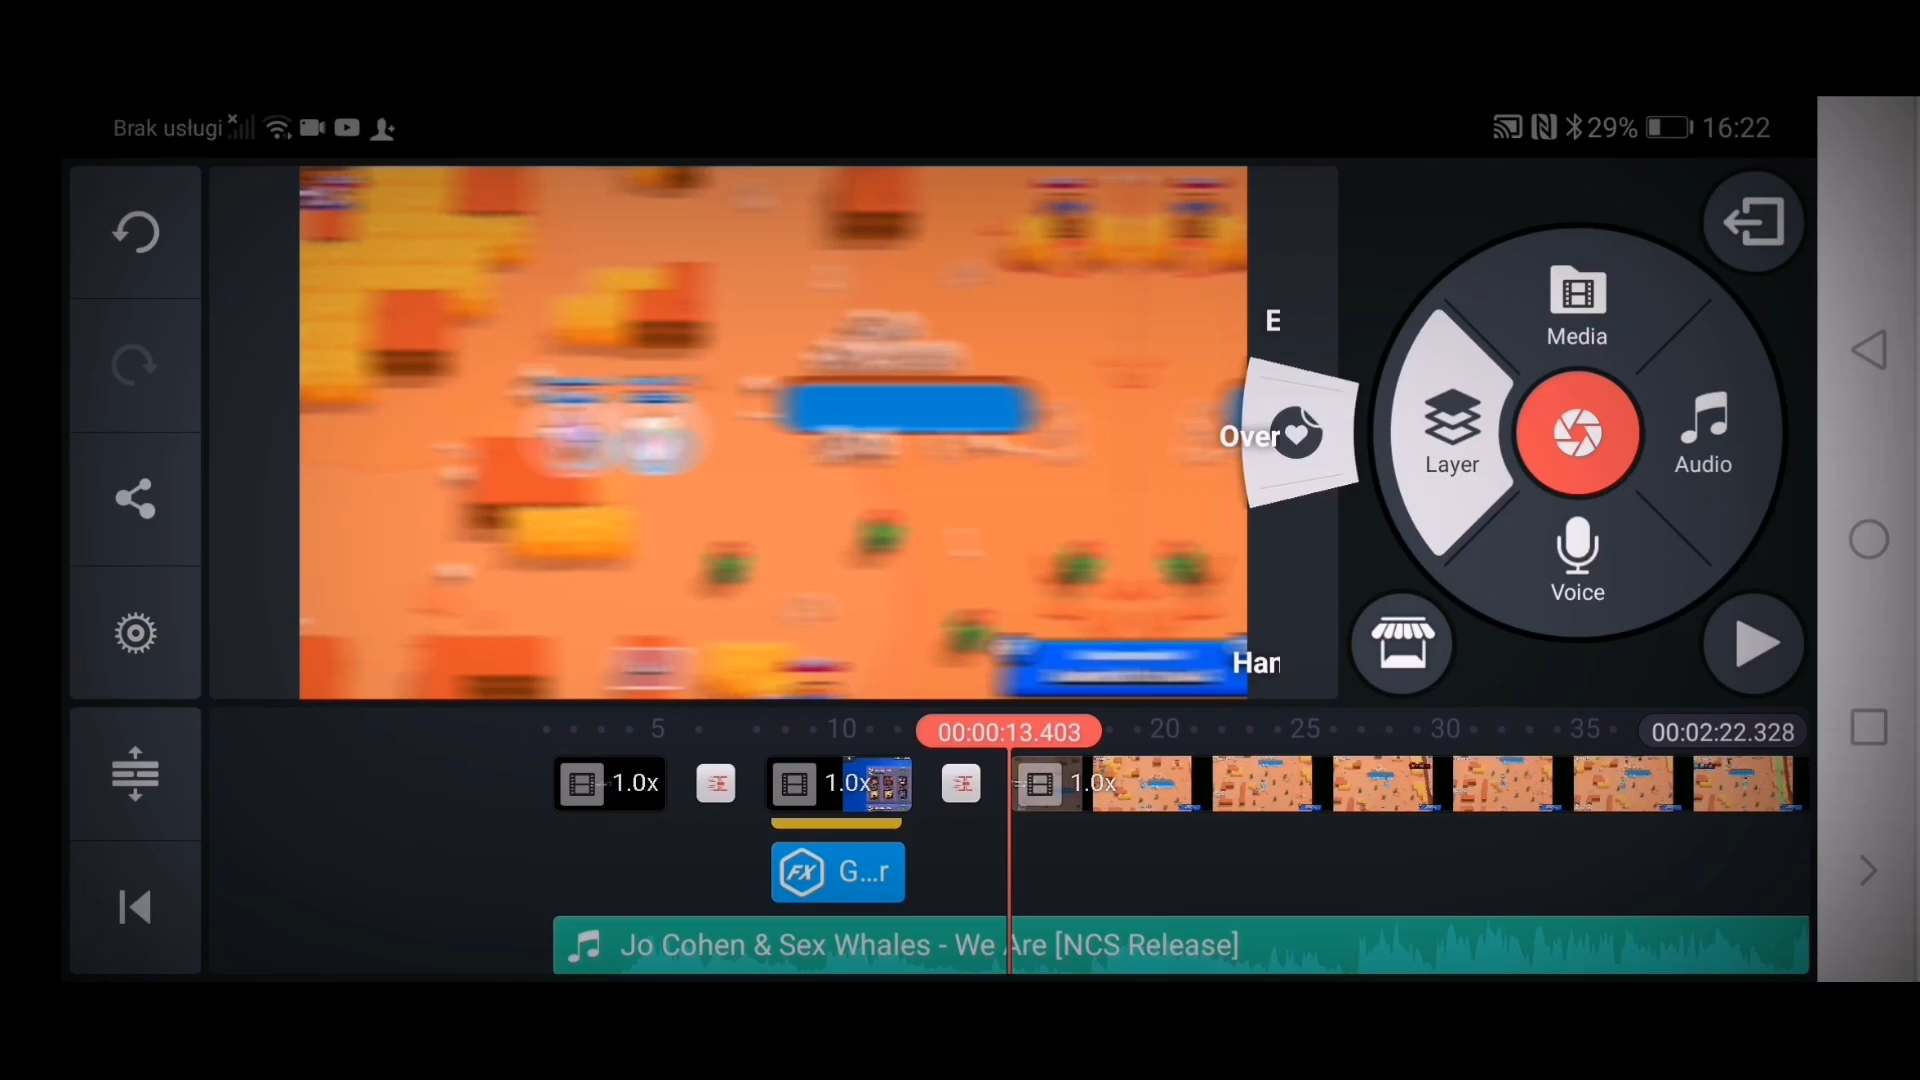 Brak usługi
29% 16:22
E
Media
Over
Layer
Audio
Voice
Han
5 10 00:00:13.403 20 25 30 35 00:02:22.328
1.0x 1.0x 1.0x
FX G...r
Jo Cohen & Sex Whales - We Are [NCS Release]